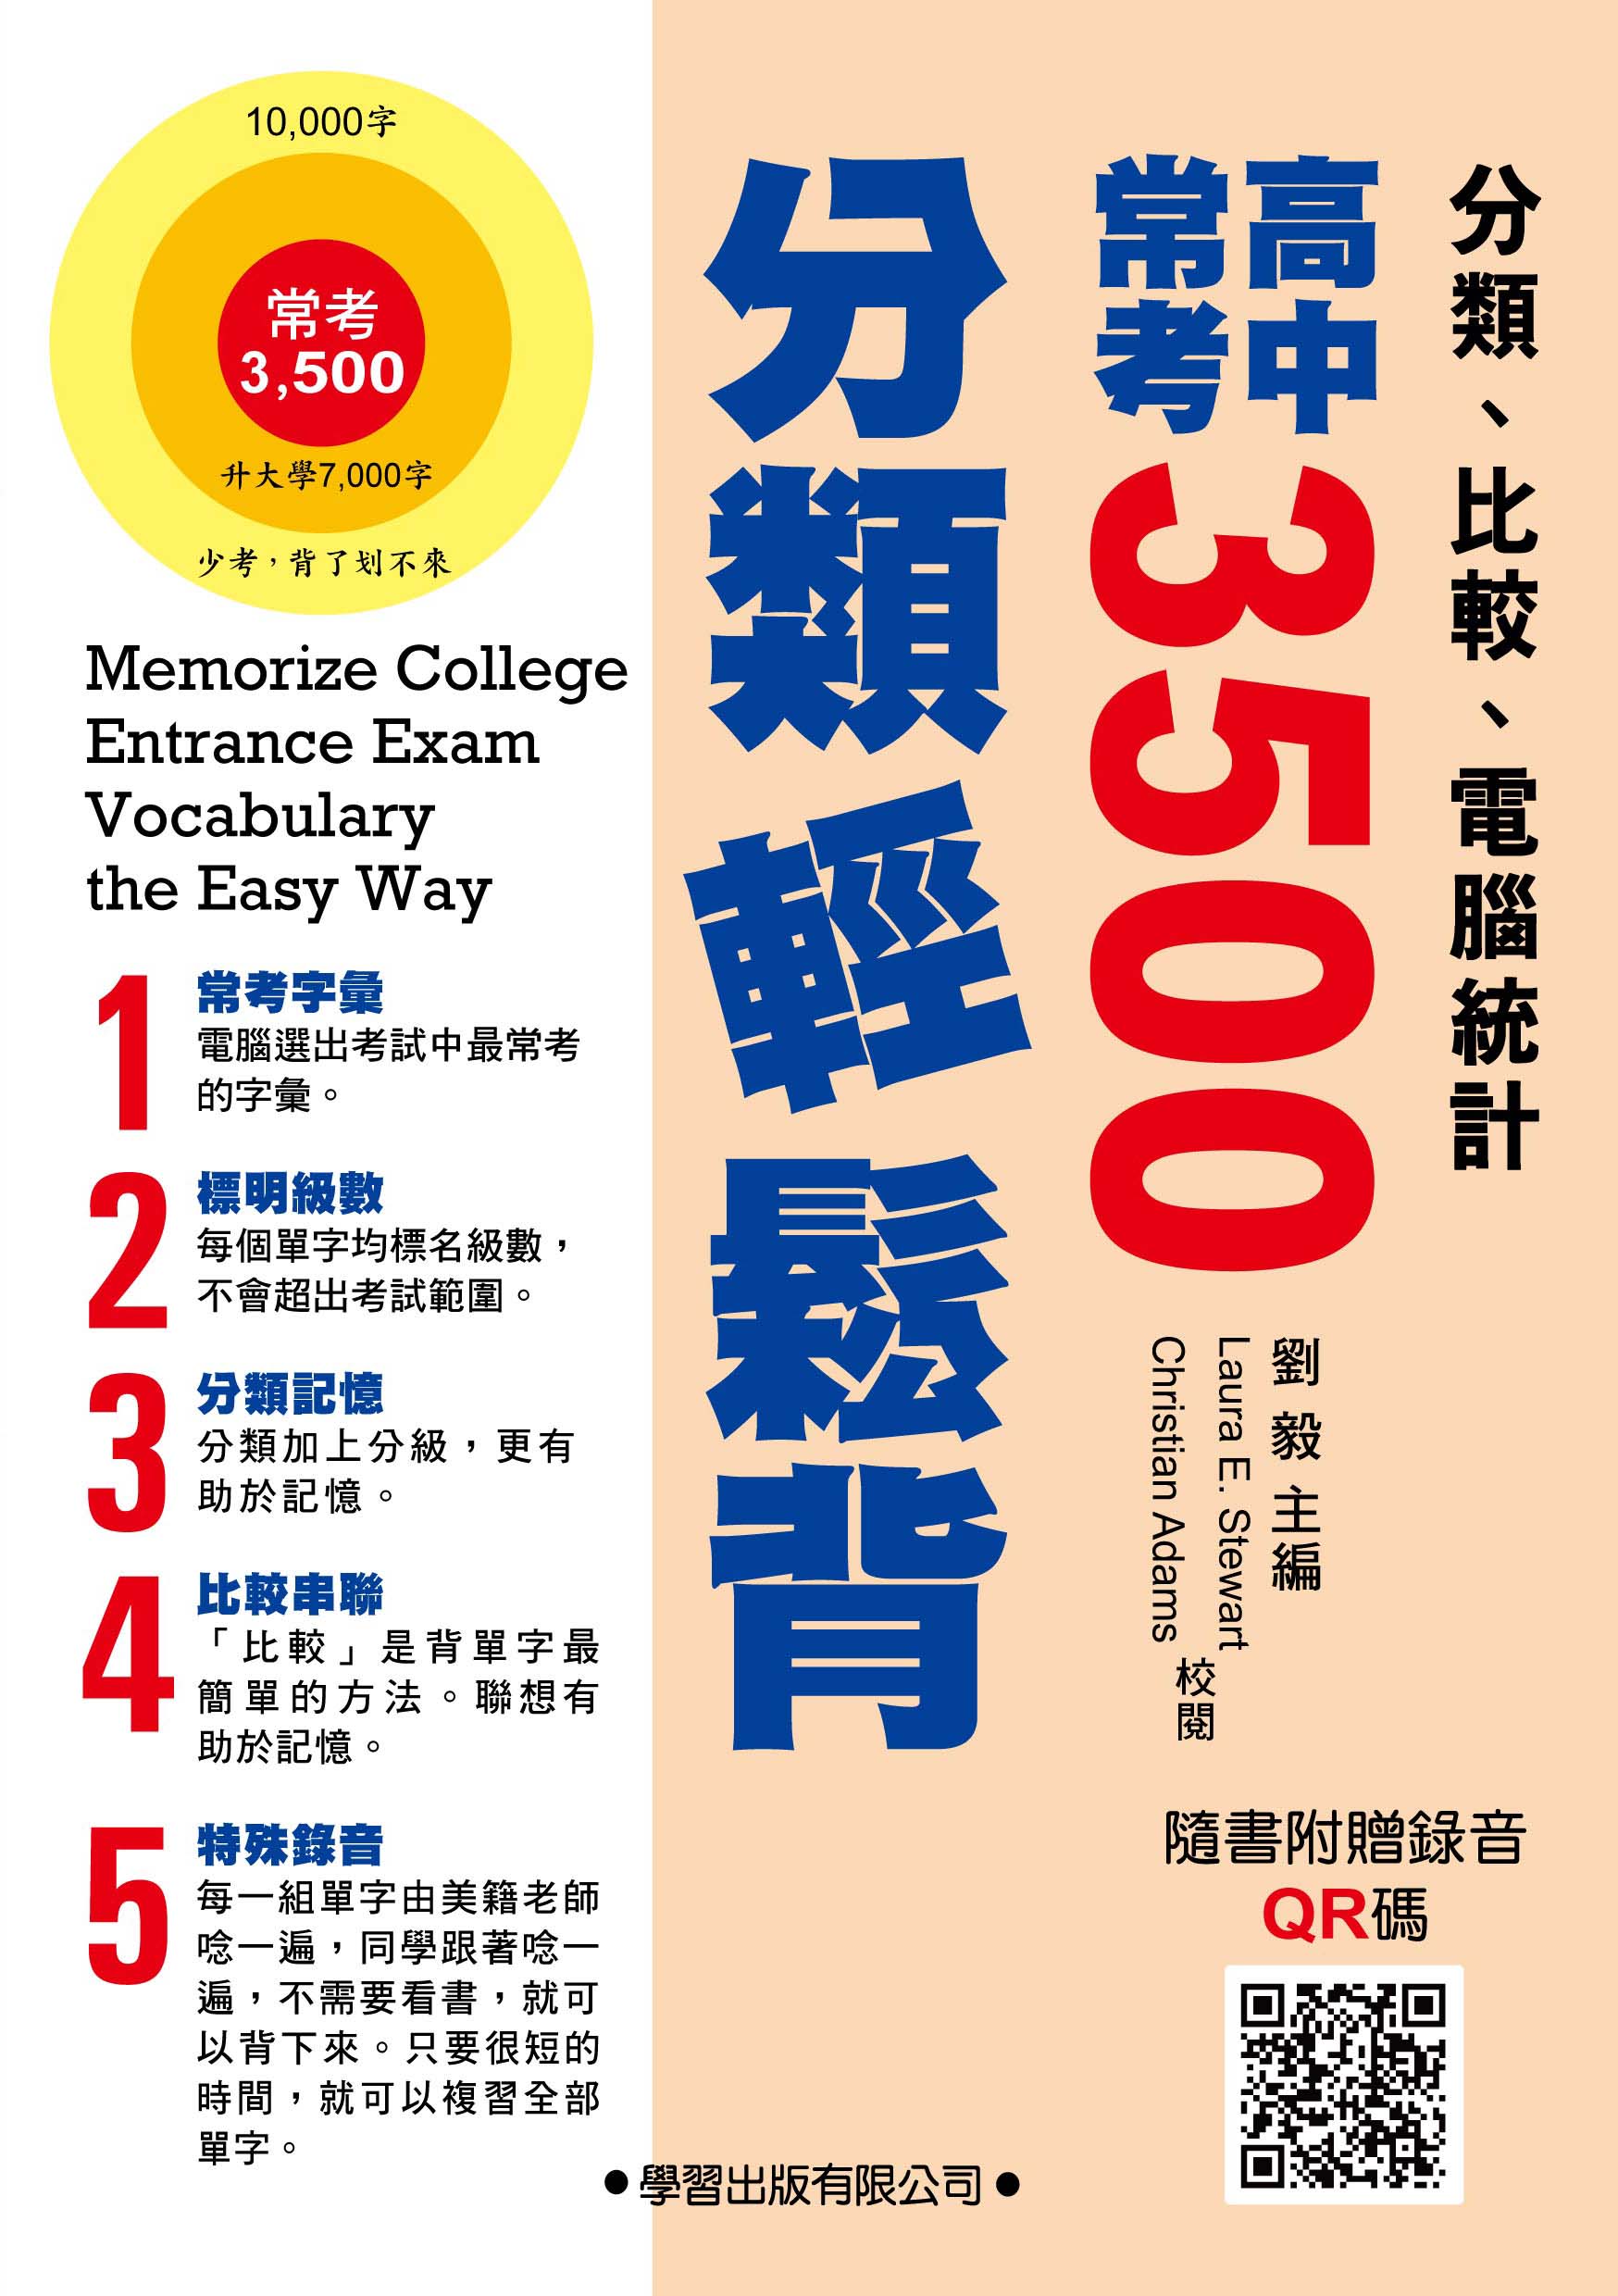 10,000字
常考
3,500
升大學7,000字
少考，背了划不來
Memorize College
Entrance Exam
Vocabulary
the Easy Way
1
常考字彙
電腦選出考試中最常考
的字彙。
2
標明級數
每個單字均標名級數，
不會超出考試範圍。
3
分類記憶
分類加上分級，更有
助於記憶。
4
比較串聯
「比較」是背單字最
簡單的方法。聯想有
助於記憶。
5
特殊錄音
每一組單字由美籍老師
唸一遍，同學跟著唸一
遍，不需要看書，就可
以背下來。只要很短的
時間，就可以複習全部
單字。
分類、比較、電腦統計
高中
常考
3500
分類輕鬆背
劉毅主編
Laura E. Stewart
Christian Adams
校閱
隨書附贈錄音
QR碼
●學習出版有限公司●